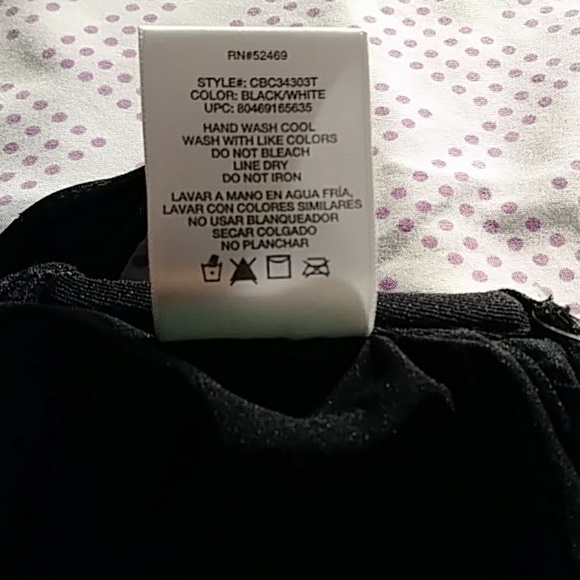 RN#52469
STYLE#: CBC34303T
COLOR: BLACK/WHITE
UPC: 80469165635
HAND WASH COOL
WASH WITH LIKE COLORS
DO NOT BLEACH
LINE DRY
DO NOT IRON
LAVAR A MANO EN AGUA FRÍA,
LAVAR CON COLORES SIMILARES
NO USAR BLANQUEADOR
SECAR COLGADO
NO PLANCHAR